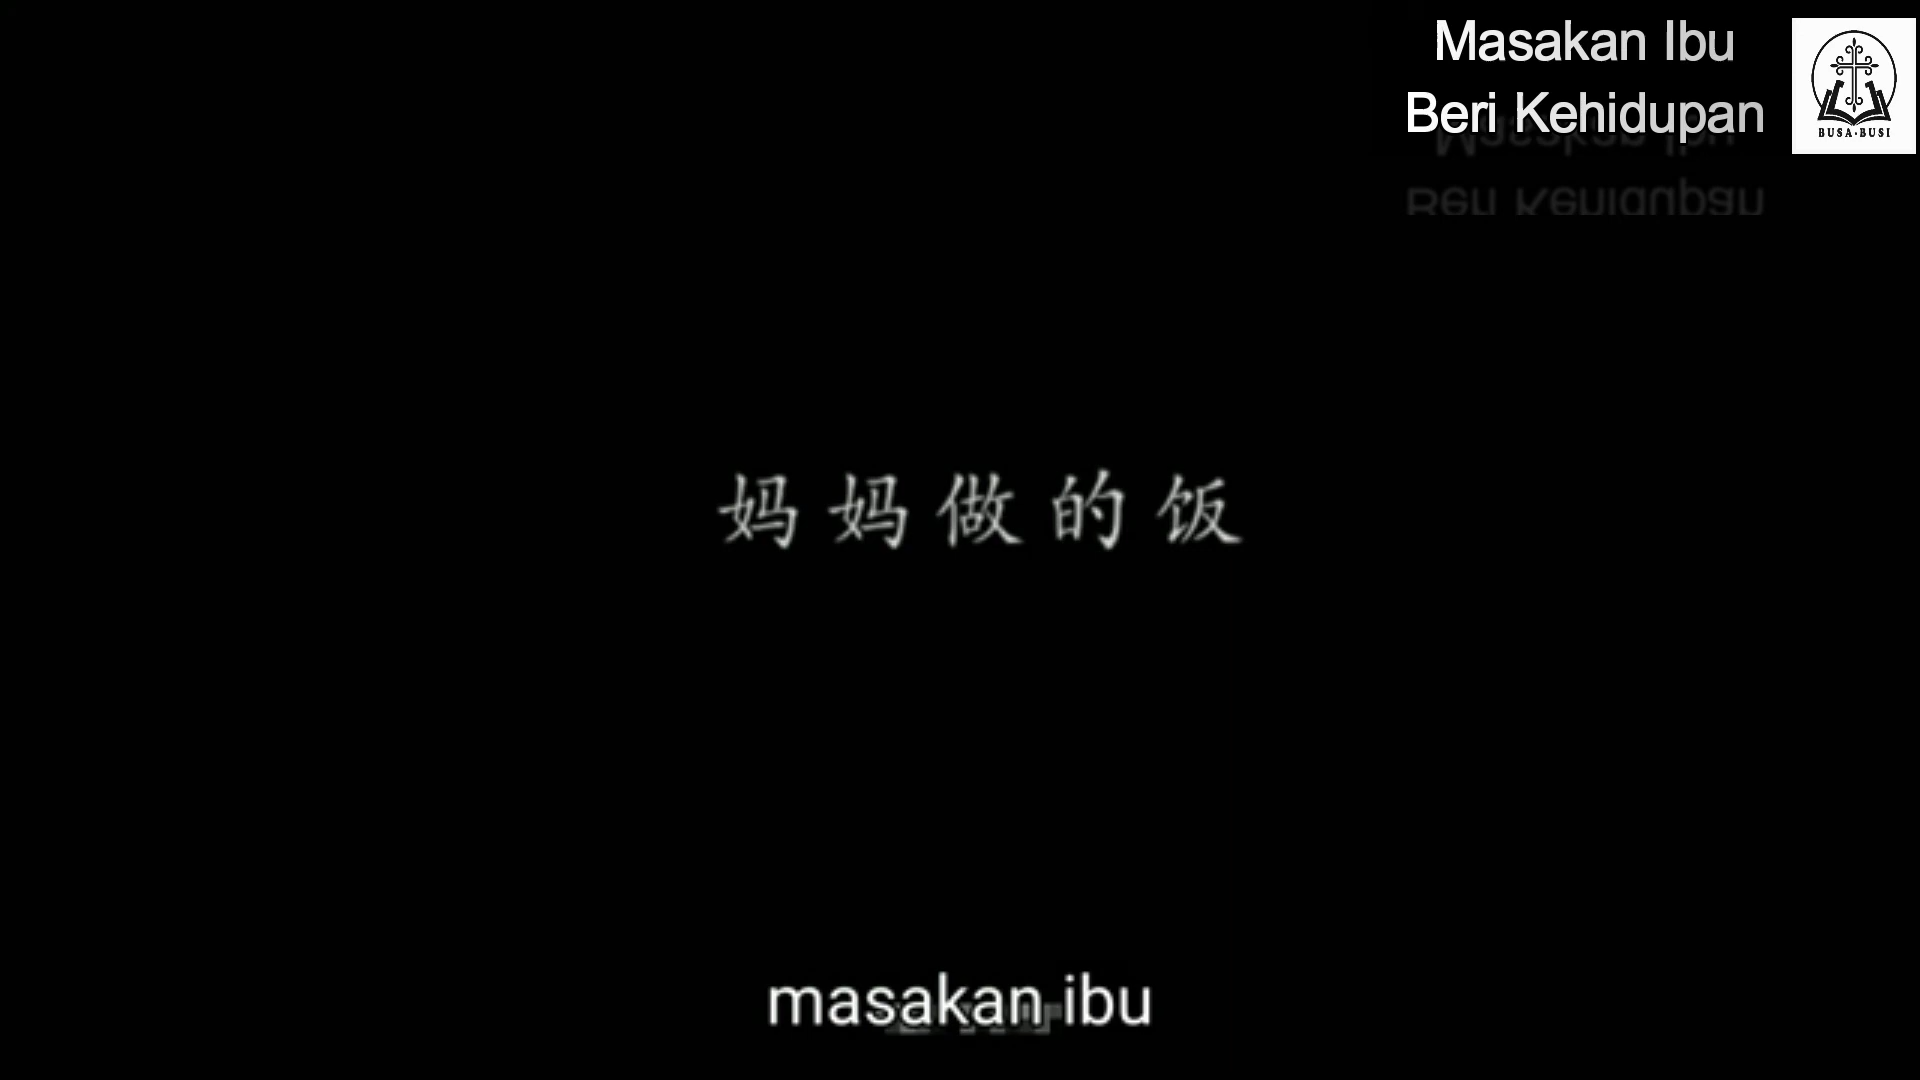 Masakan Ibu
Beri Kehidupan
BUSA·BUSI
妈妈做的饭
masakan ibu